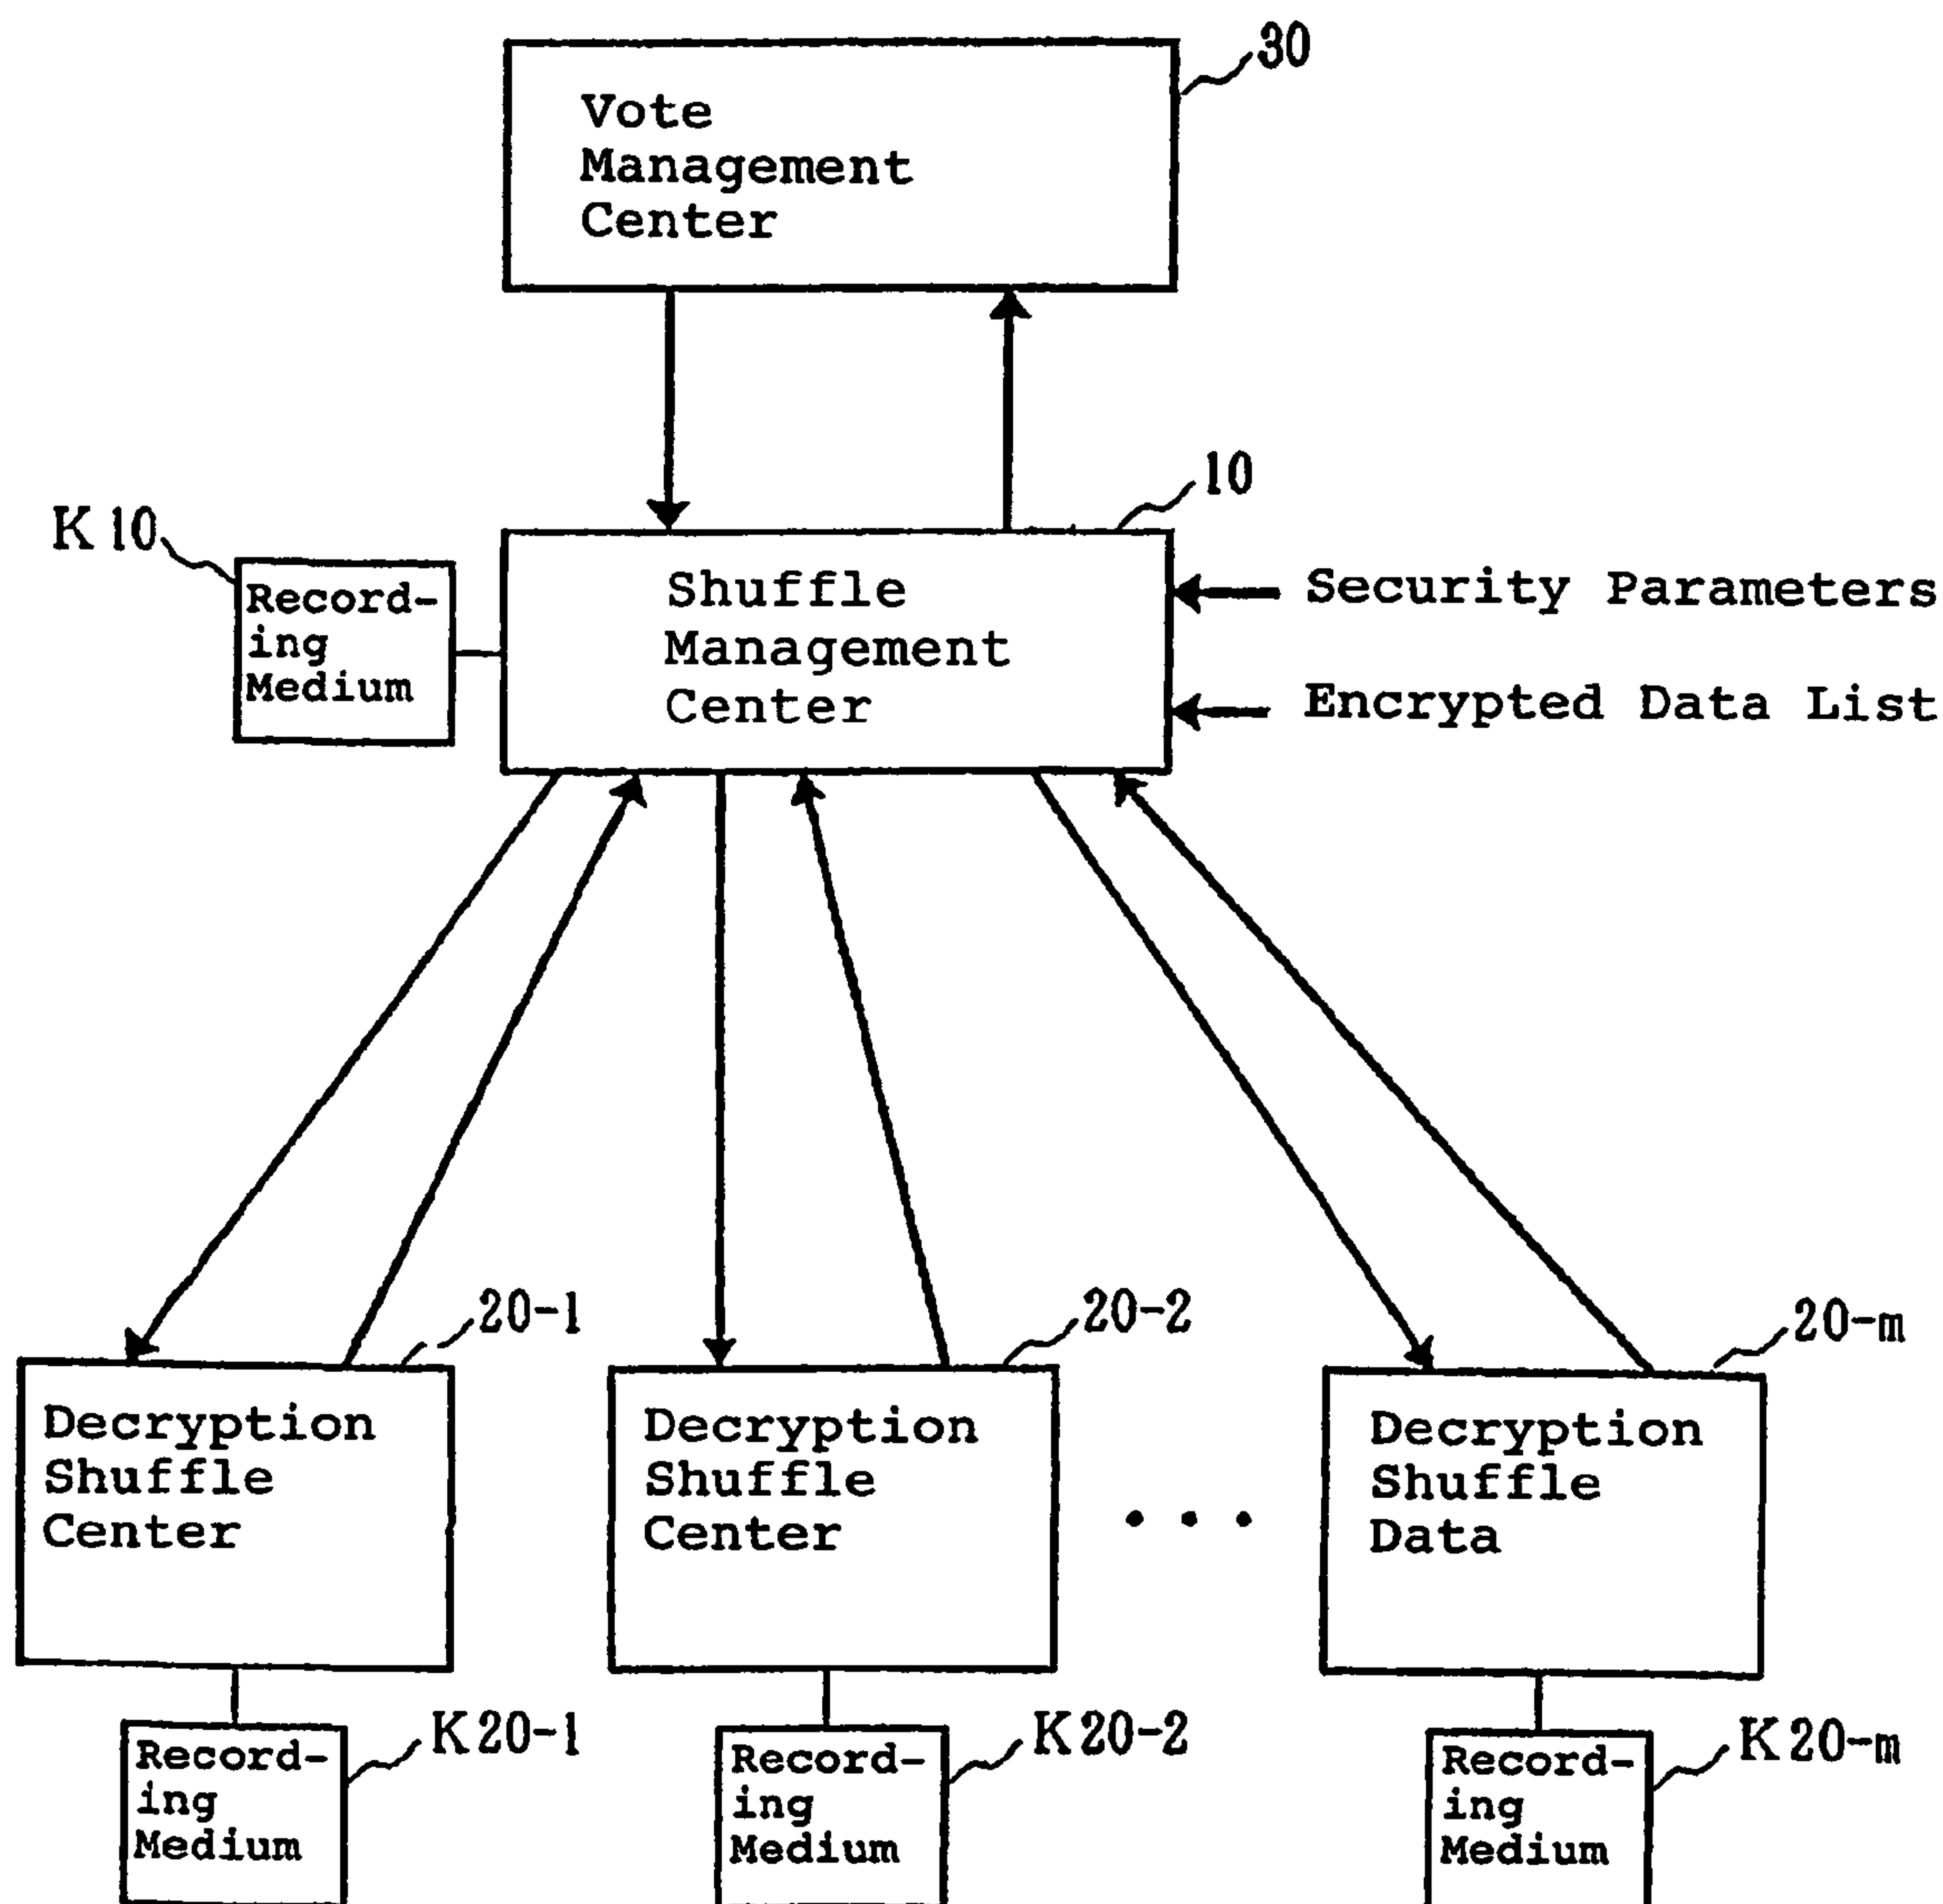 30
Vote
Management
Center
10
K10
Record-
ing
Medium
Shuffle
Management
Center
Security Parameters
Encrypted Data List
20-1
20-2
20-m
Decryption
Shuffle
Center
Decryption
Shuffle
Center
. . .
Decryption
Shuffle
Data
K20-1
K20-2
K20-m
Record-
ing
Medium
Record-
ing
Medium
Record-
ing
Medium